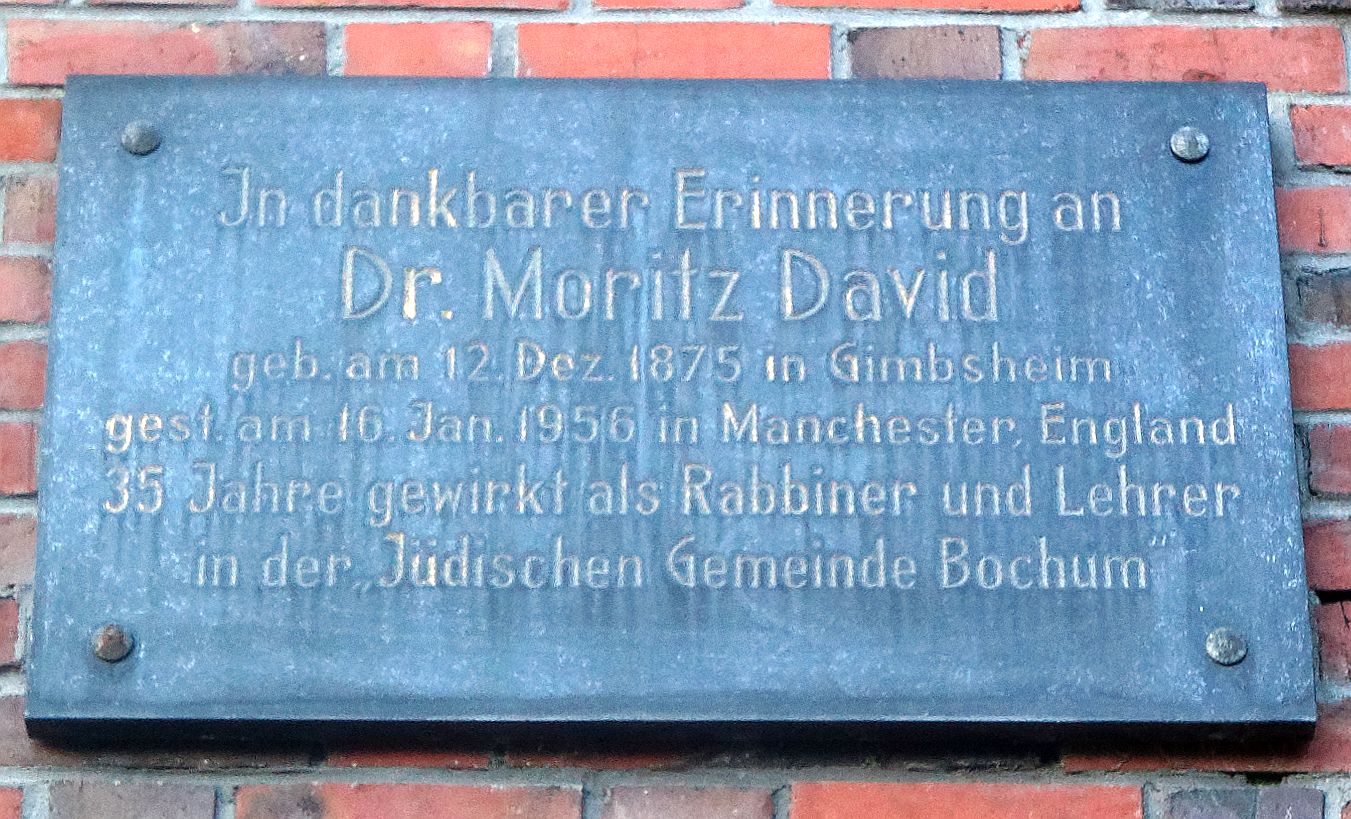 In dankbarer Erinnerung an
Dr. Moritz David
geb. am 12. Dez. 1875 in Gimbsheim
gest. am 16. Jan. 1956 in Manchester, England
35 Jahre gewirkt als Rabbiner und Lehrer
in der „Jüdischen Gemeinde Bochum“